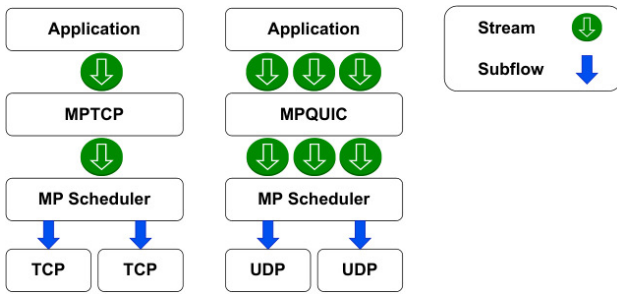 Application
MPTCP
MP Scheduler
TCP
TCP
Application
MPQUIC
MP Scheduler
UDP
UDP
Stream
Subflow